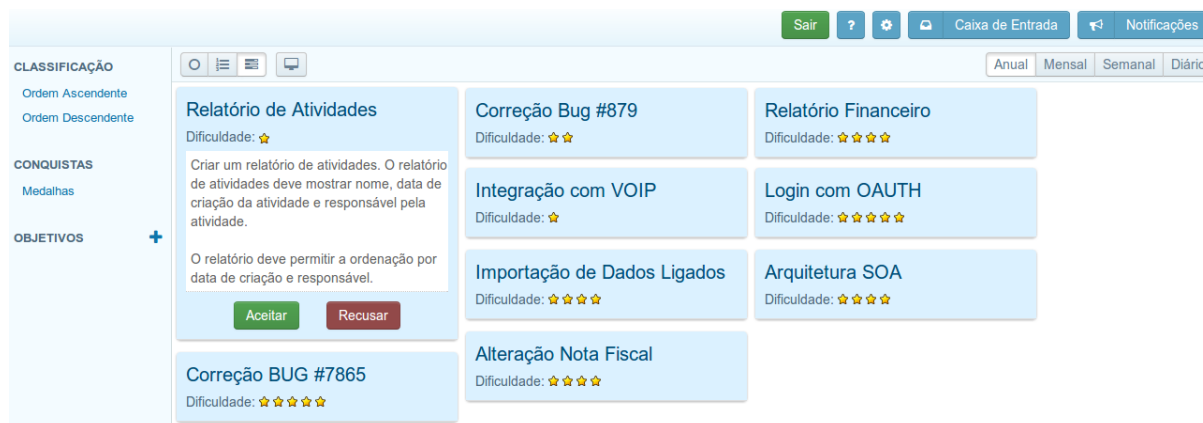 Sair ? Caixa de Entrada Notificações
CLASSIFICAÇÃO
Ordem Ascendente
Ordem Descendente
CONQUISTAS
Medalhas
OBJETIVOS
Anual Mensal Semanal Diário
Relatório de Atividades
Dificuldade:
Criar um relatório de atividades. O relatório
de atividades deve mostrar nome, data de
criação da atividade e responsável pela
atividade.
O relatório deve permitir a ordenação por
data de criação e responsável.
Aceitar Recusar
Correção BUG #7865
Dificuldade:
Correção Bug #879
Dificuldade:
Integração com VOIP
Dificuldade:
Importação de Dados Ligados
Dificuldade:
Alteração Nota Fiscal
Dificuldade:
Relatório Financeiro
Dificuldade:
Login com OAUTH
Dificuldade:
Arquitetura SOA
Dificuldade: